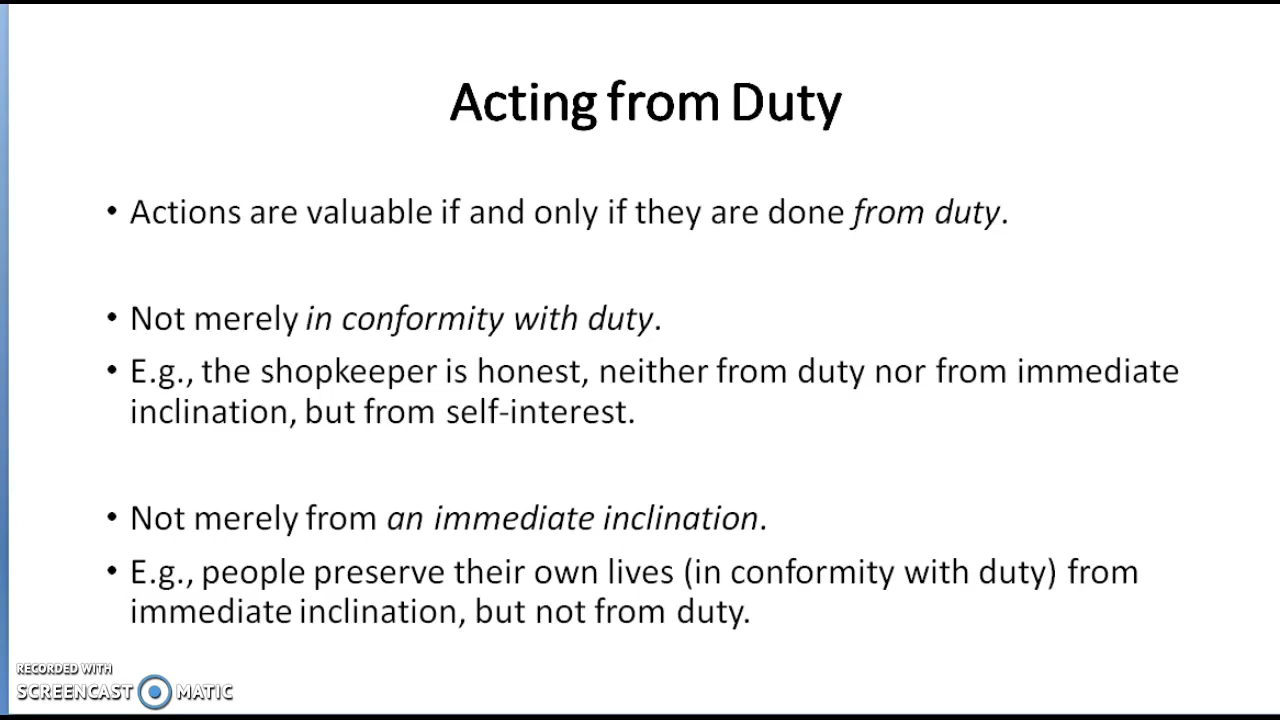 Acting from Duty
• Actions are valuable if and only if they are done from duty.
• Not merely in conformity with duty.
• E.g., the shopkeeper is honest, neither from duty nor from immediate
inclination, but from self-interest.
• Not merely from an immediate inclination.
• E.g., people preserve their own lives (in conformity with duty) from
immediate inclination, but not from duty.
RECORDED WITH
SCREENCAST MATIC